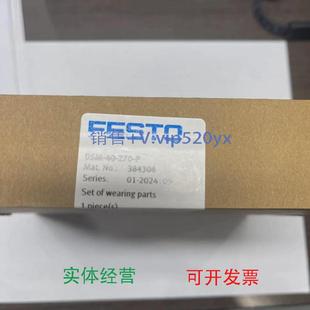 FESTO
销售+V:vip520yx
DSM-40-270-P
Mat. No.: 384308
Series: 01-2024
Set of wearing parts
1 piece(s)
实体经营 可开发票